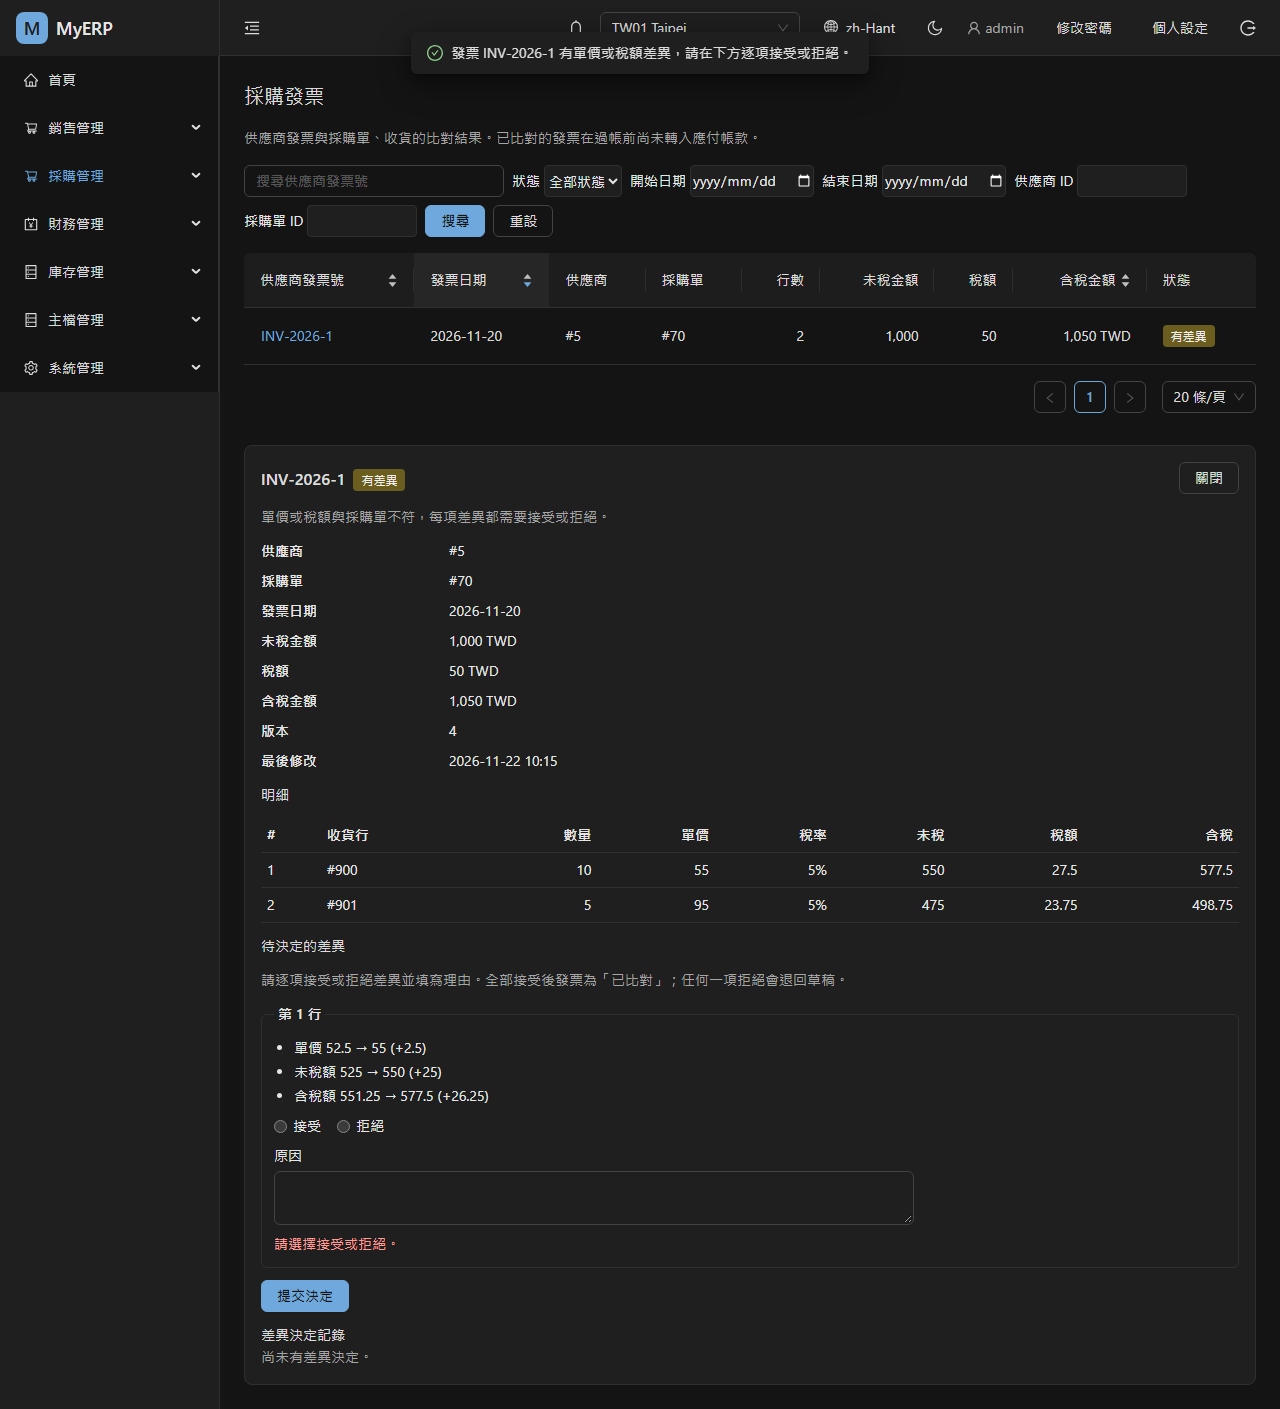 M MyERP
TW01 Taipei
zh-Hant
admin
修改密碼
個人設定
發票 INV-2026-1 有單價或稅額差異，請在下方逐項接受或拒絕。
首頁
銷售管理
採購管理
財務管理
庫存管理
主檔管理
系統管理
採購發票
供應商發票與採購單、收貨的比對結果。已比對的發票在過帳前尚未轉入應付帳款。
搜尋供應商發票號 狀態 全部狀態 開始日期 yyyy/mm/dd 結束日期 yyyy/mm/dd 供應商 ID
採購單 ID 搜尋 重設
供應商發票號 發票日期 供應商 採購單 行數 未稅金額 稅額 含稅金額 狀態
INV-2026-1 2026-11-20 #5 #70 2 1,000 50 1,050 TWD 有差異
< 1 > 20 條/頁
INV-2026-1 有差異 關閉
單價或稅額與採購單不符，每項差異都需要接受或拒絕。
供應商 #5
採購單 #70
發票日期 2026-11-20
未稅金額 1,000 TWD
稅額 50 TWD
含稅金額 1,050 TWD
版本 4
最後修改 2026-11-22 10:15
明細
# 收貨行 數量 單價 稅率 未稅 稅額 含稅
1 #900 10 55 5% 550 27.5 577.5
2 #901 5 95 5% 475 23.75 498.75
待決定的差異
請逐項接受或拒絕差異並填寫理由。全部接受後發票為「已比對」；任何一項拒絕會退回草稿。
第 1 行
• 單價 52.5 → 55 (+2.5)
• 未稅額 525 → 550 (+25)
• 含稅額 551.25 → 577.5 (+26.25)
接受 拒絕
原因
請選擇接受或拒絕。
提交決定
差異決定記錄
尚未有差異決定。